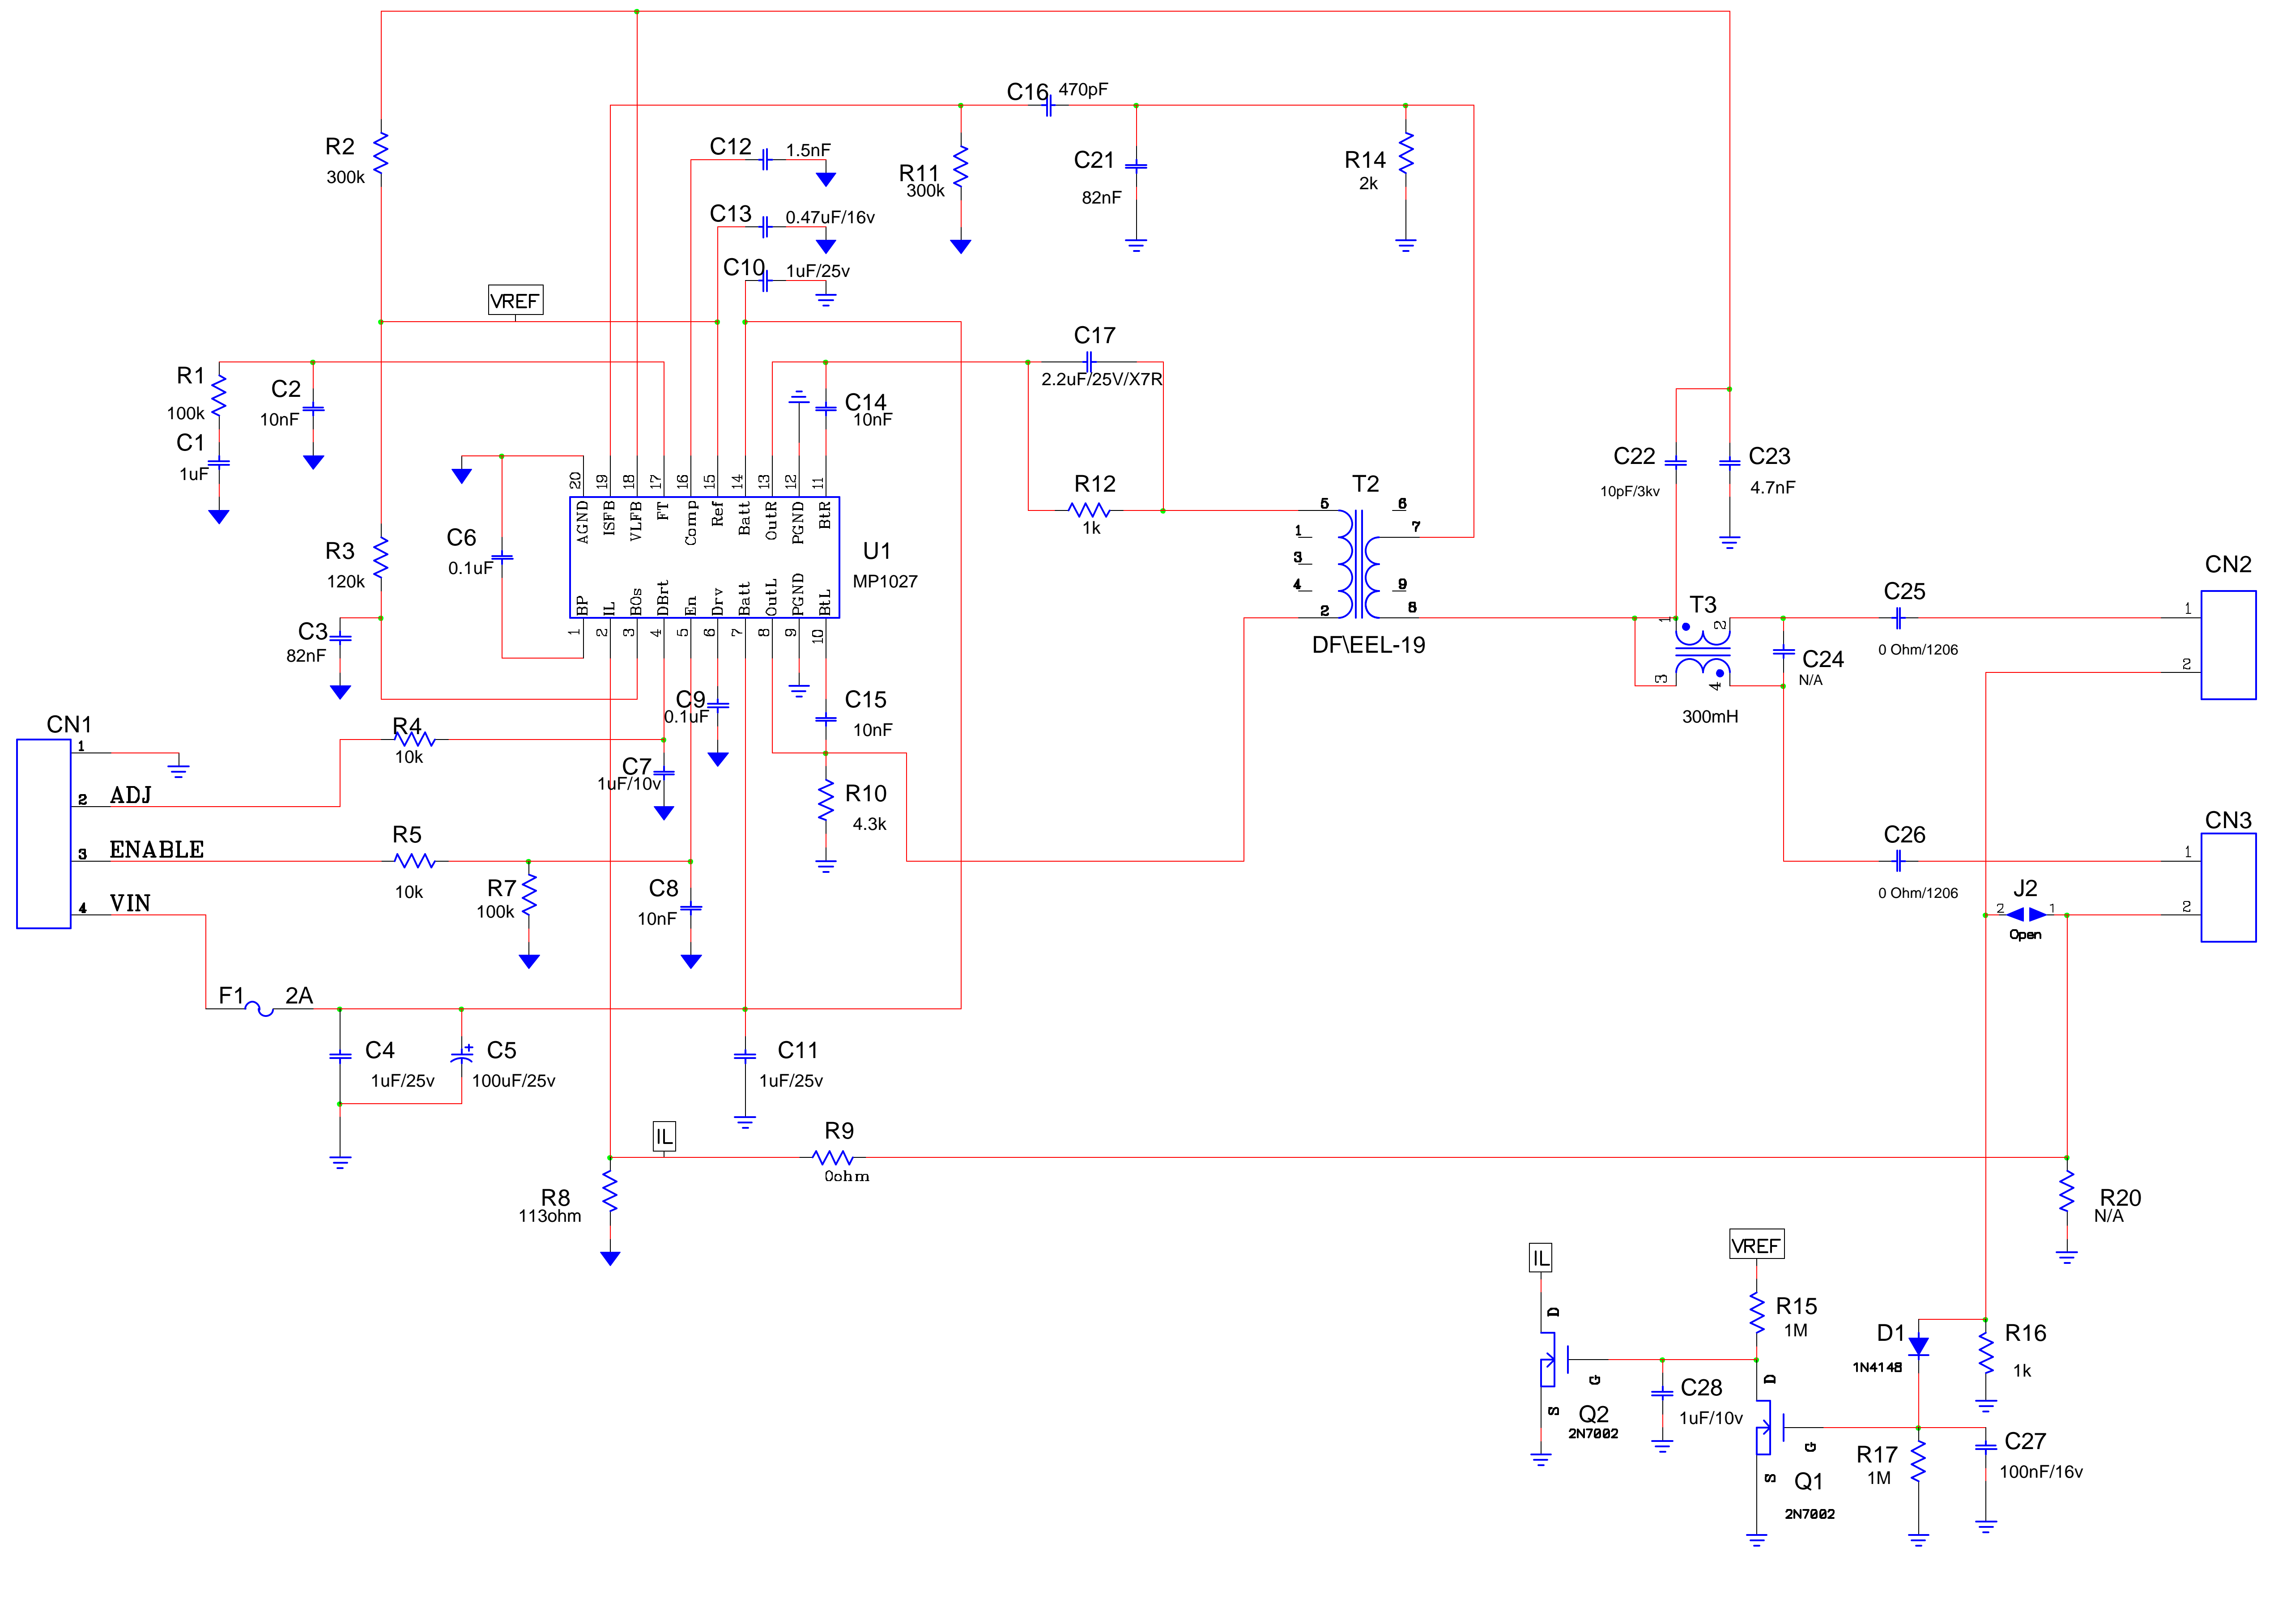 C16 470pF
R2
300k
C12 1.5nF
R11
300k
C21
82nF
R14
2k
C13 0.47uF/16v
C10 1uF/25v
VREF
C17
2.2uF/25V/X7R
R1
100k
C2
10nF
C14
10nF
C1
1uF
C22
10pF/3kv
C23
4.7nF
R12
1k
T2
5 6
1 7
3
4 9
2 8
DF\EEL-19
20 19 18 17 16 15 14 13 12 11
AGND ISFB VLFB FT Comp Ref Batt OutR PGND BtR
U1
MP1027
BP IL BOs DBrt En Drv Batt OutL PGND BtL
1 2 3 4 5 6 7 8 9 10
C6
0.1uF
R3
120k
C3
82nF
T3
1 2
3 4
300mH
C25
0 Ohm/1206
C24
N/A
CN2
1
2
C9
0.1uF
C15
10nF
CN1
1
2 ADJ
3 ENABLE
4 VIN
R4
10k
C7
1uF/10v
R10
4.3k
R5
10k
R7
100k
C8
10nF
C26
0 Ohm/1206
CN3
1
2
J2
2 1
Open
F1 2A
C4
1uF/25v
C5
+
100uF/25v
C11
1uF/25v
IL
R9
0ohm
R8
113ohm
R20
N/A
IL
VREF
R15
1M
D
G
S
Q2
2N7002
C28
1uF/10v
D
G
S
Q1
2N7002
D1
1N4148
R16
1k
R17
1M
C27
100nF/16v